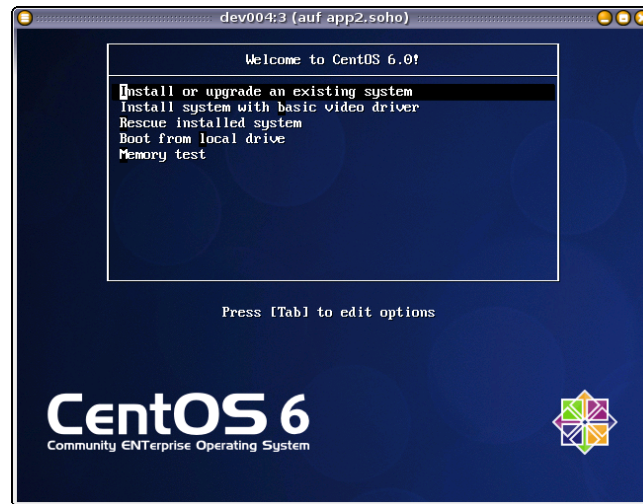 dev004:3 (auf app2.soho)
Welcome to CentOS 6.0!
Install or upgrade an existing system
Install system with basic video driver
Rescue installed system
Boot from local drive
Memory test
Press [Tab] to edit options
CentOS 6
Community ENTerprise Operating System